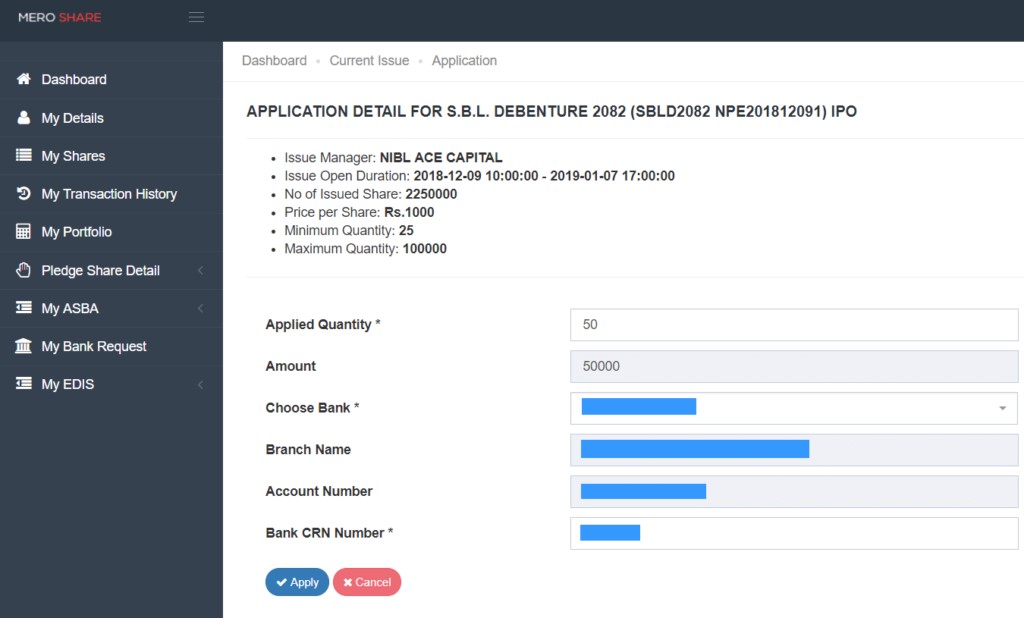 MERO SHARE
Dashboard
My Details
My Shares
My Transaction History
My Portfolio
Pledge Share Detail
My ASBA
My Bank Request
My EDIS
Dashboard • Current Issue • Application
APPLICATION DETAIL FOR S.B.L. DEBENTURE 2082 (SBLD2082 NPE201812091) IPO
• Issue Manager: NIBL ACE CAPITAL
• Issue Open Duration: 2018-12-09 10:00:00 - 2019-01-07 17:00:00
• No of Issued Share: 2250000
• Price per Share: Rs.1000
• Minimum Quantity: 25
• Maximum Quantity: 100000
Applied Quantity * 50
Amount 50000
Choose Bank *
Branch Name
Account Number
Bank CRN Number *
Apply Cancel